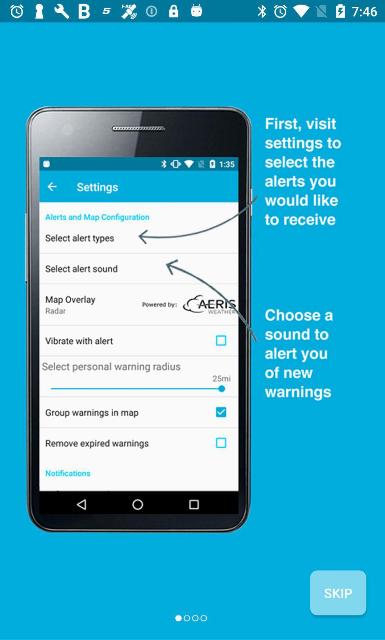 7:46
First, visit
settings to
select the
alerts you
would like
to receive
1:35
Settings
Alerts and Map Configuration
Select alert types
Select alert sound
Map Overlay
Radar
Powered by:
AERIS
WEATHER
Choose a
sound to
alert you
of new
warnings
Vibrate with alert
Select personal warning radius
25mi
Group warnings in map
Remove expired warnings
Notifications
SKIP